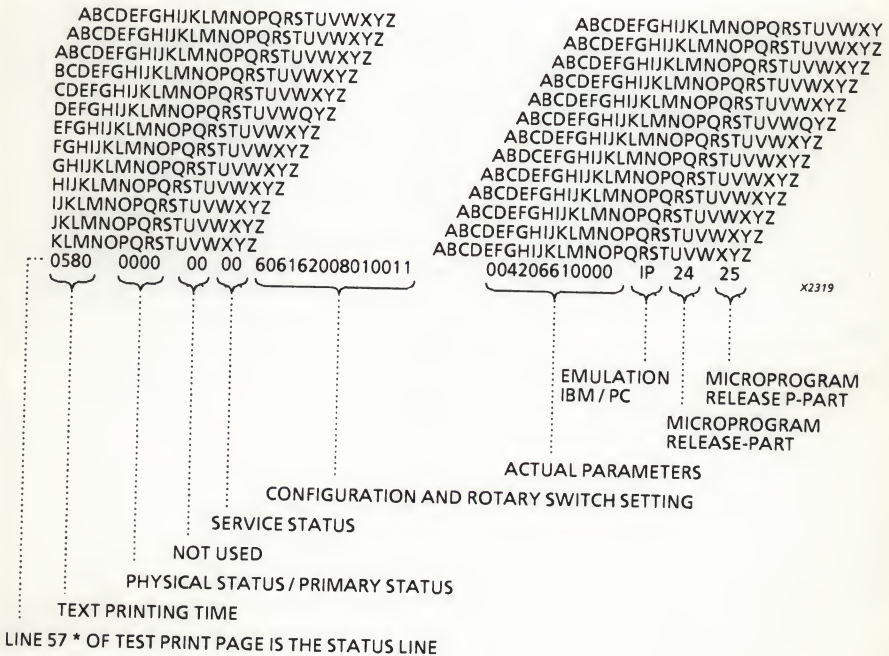 ABCDEFGHIJKLMNOPQRSTUVWXYZ ABCDEFGHIJKLMNOPQRSTUVWXY
ABCDEFGHIJKLMNOPQRSTUVWXYZ ABCDEFGHIJKLMNOPQRSTUVWXYZ
ABCDEFGHIJKLMNOPQRSTUVWXYZ ABCDEFGHIJKLMNOPQRSTUVWXYZ
BCDEFGHIJKLMNOPQRSTUVWXYZ ABCDEFGHIJKLMNOPQRSTUVWXYZ
CDEFGHIJKLMNOPQRSTUVWXYZ ABCDEFGHIJKLMNOPQRSTUVWXYZ
DEFGHIJKLMNOPQRSTUVWQYZ ABCDEFGHIJKLMNOPQRSTUVWQYZ
EFGHIJKLMNOPQRSTUVWXYZ ABCDEFGHIJKLMNOPQRSTUVWXYZ
FGHIJKLMNOPQRSTUVWXYZ ABDCEFGHIJKLMNOPQRSTUVWXYZ
GHIJKLMNOPQRSTUVWXYZ ABCDEFGHIJKLMNOPQRSTUVWXYZ
HIJKLMNOPQRSTUVWXYZ ABCDEFGHIJKLMNOPQRSTUVWXYZ
IJKLMNOPQRSTUVWXYZ ABCDEFGHIJKLMNOPQRSTUVWXYZ
JKLMNOPQRSTUVWXYZ ABCDEFGHIJKLMNOPQRSTUVWXYZ
KLMNOPQRSTUVWXYZ ABCDEFGHIJKLMNOPQRSTUVWXYZ
0580 0000 00 00 6061620080 10011 004206610000 IP 24 25
X2319
EMULATION IBM / PC
MICROPROGRAM RELEASE P-PART
MICROPROGRAM RELEASE-PART
ACTUAL PARAMETERS
CONFIGURATION AND ROTARY SWITCH SETTING
SERVICE STATUS
NOT USED
PHYSICAL STATUS / PRIMARY STATUS
TEXT PRINTING TIME
LINE 57 * OF TEST PRINT PAGE IS THE STATUS LINE